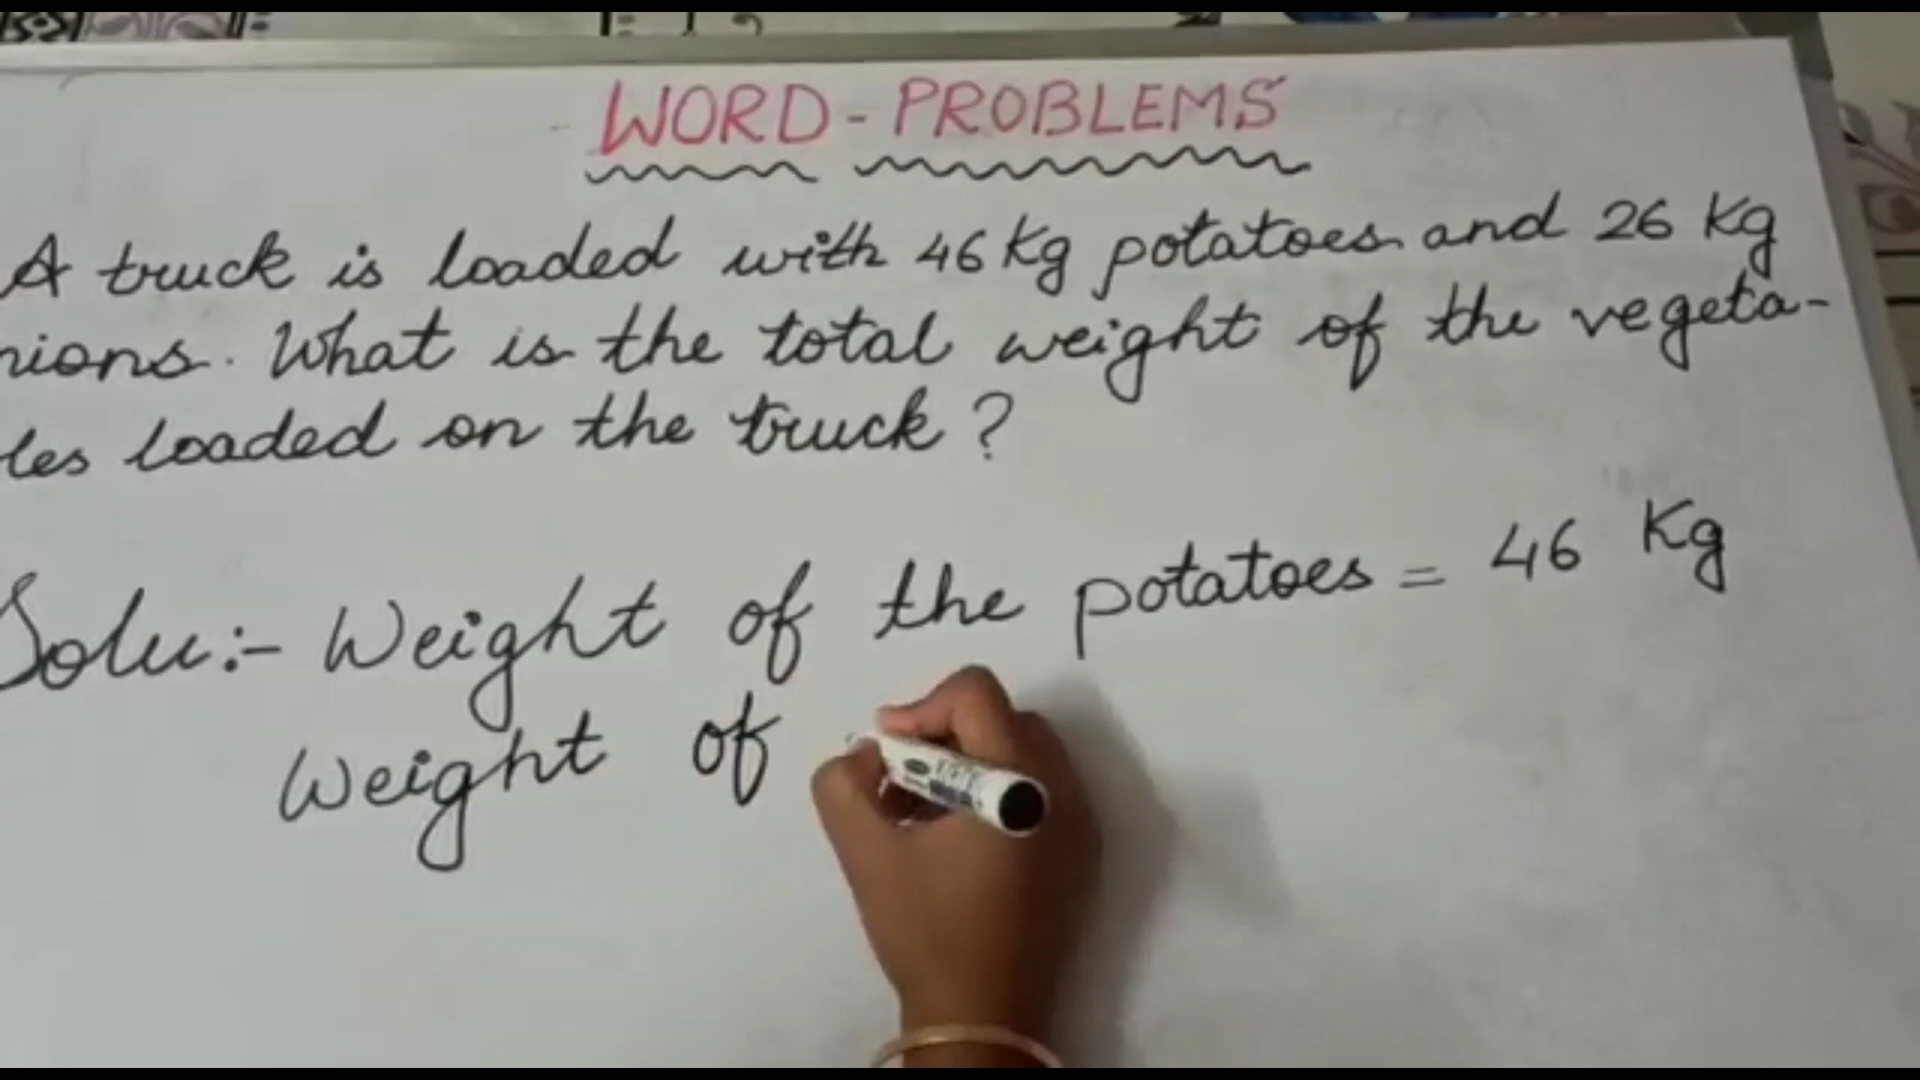 WORD-PROBLEMS
A truck is loaded with 46 Kg potatoes and 26 Kg
nions. What is the total weight of the vegeta-
les loaded on the truck?
Solu:- Weight of the potatoes = 46 Kg
Weight of